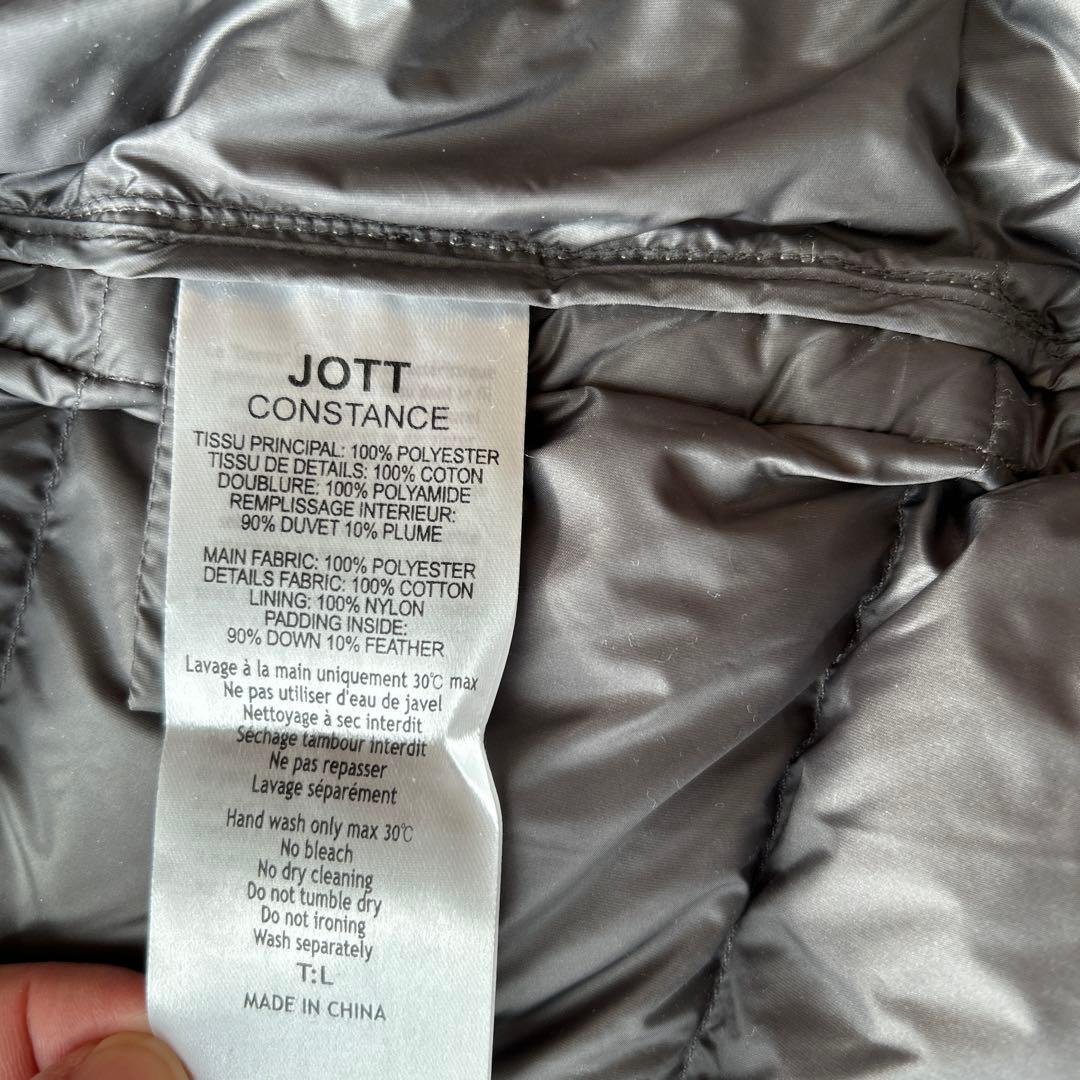 JOTT
CONSTANCE
TISSU PRINCIPAL: 100% POLYESTER
TISSU DE DETAILS: 100% COTON
DOUBLURE: 100% POLYAMIDE
REMPLISSAGE INTERIEUR:
90% DUVET 10% PLUME
MAIN FABRIC: 100% POLYESTER
DETAILS FABRIC: 100% COTTON
LINING: 100% NYLON
PADDING INSIDE:
90% DOWN 10% FEATHER
Lavage à la main uniquement 30℃ max
Ne pas utiliser d'eau de javel
Nettoyage à sec interdit
Séchage tambour interdit
Ne pas repasser
Lavage séparément
Hand wash only max 30℃
No bleach
No dry cleaning
Do not tumble dry
Do not ironing
Wash separately
T:L
MADE IN CHINA